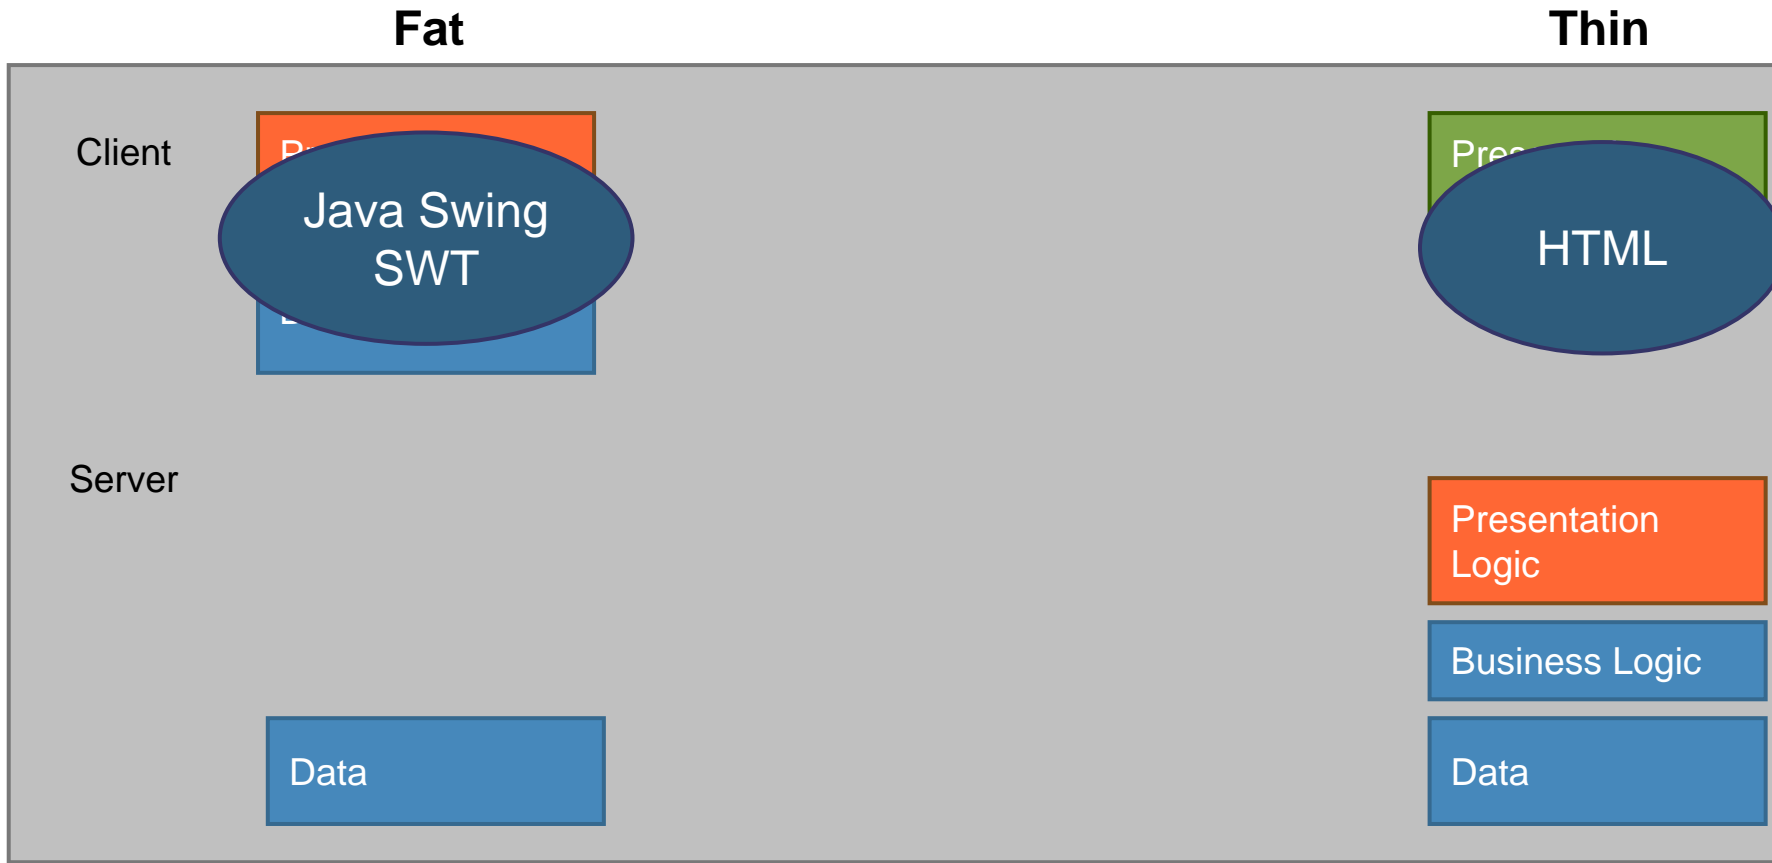 Fat
Thin
Client
Java Swing
SWT
HTML
Server
Presentation
Logic
Business Logic
Data
Data